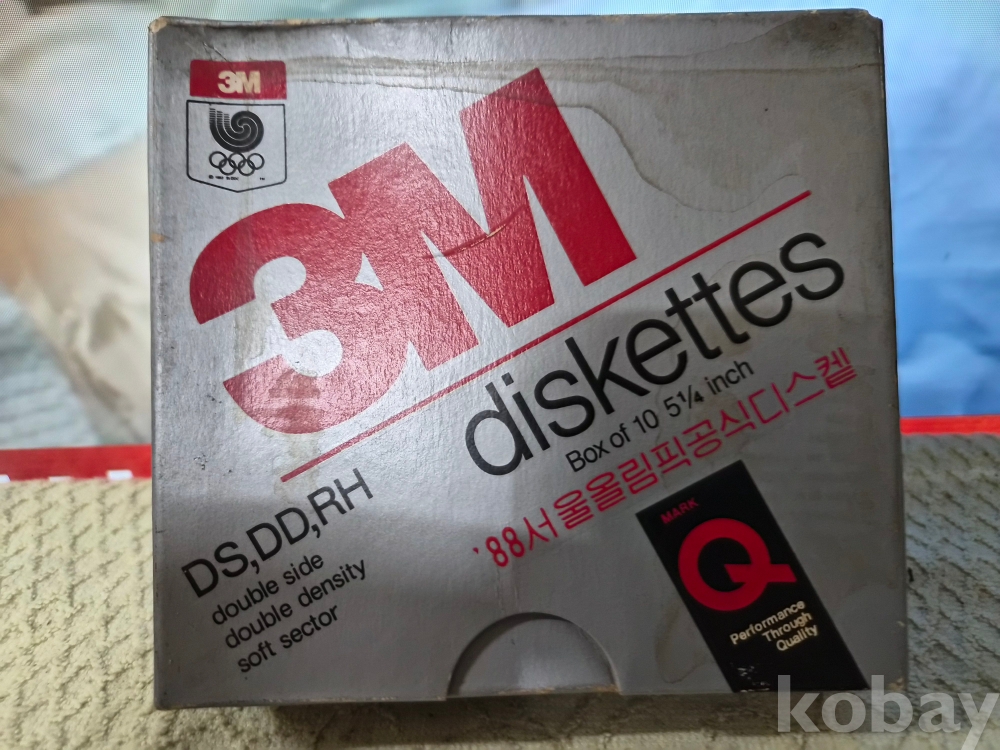 3M
3M
diskettes
Box of 10 5¼ inch
'88서울올림픽공식디스켙
DS,DD,RH
double side
double density
soft sector
MARK
Q
Performance
Through
Quality
kobay